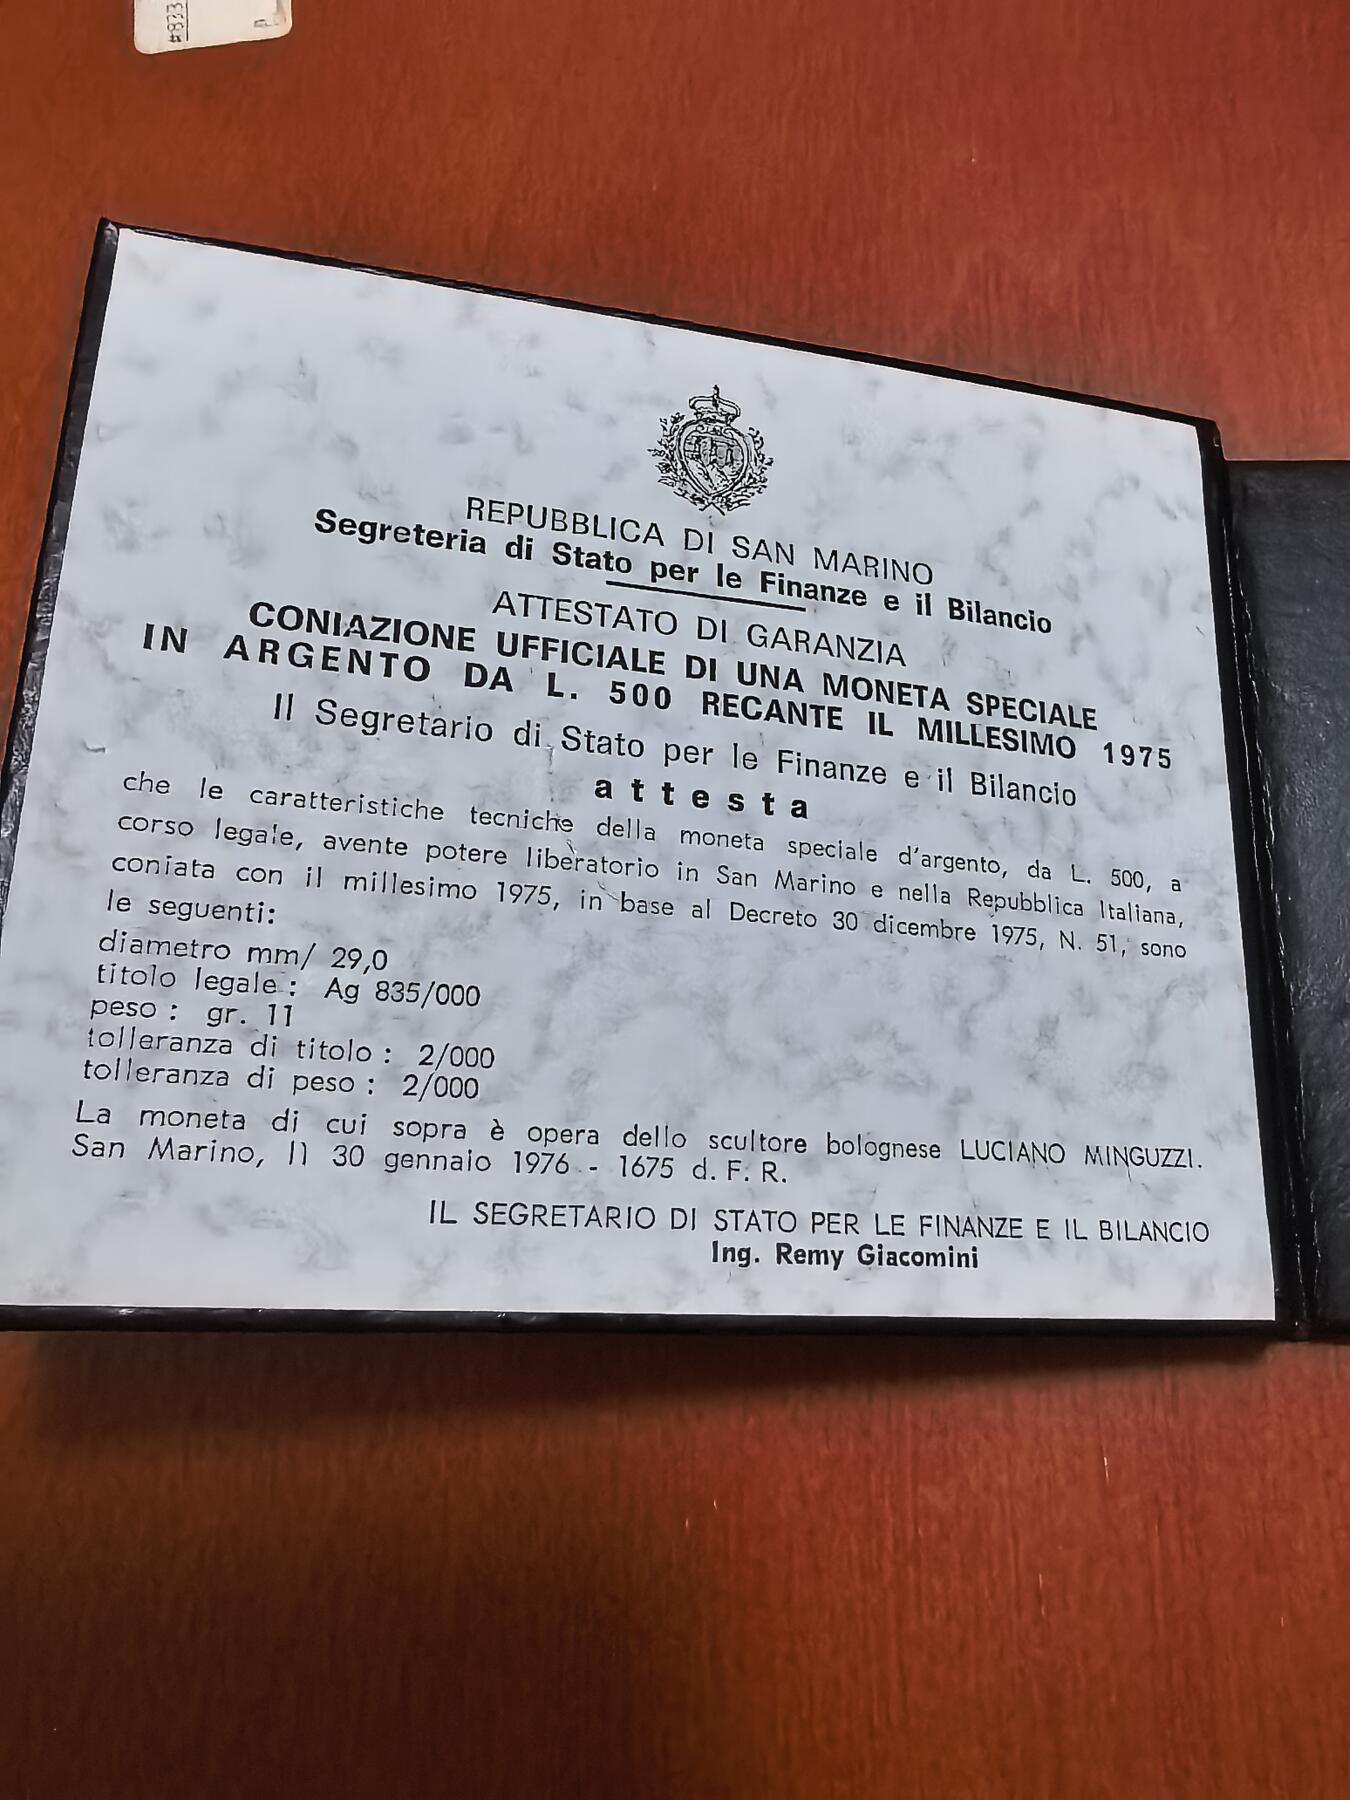 #833
REPUBBLICA DI SAN MARINO
Segreteria di Stato per le Finanze e il Bilancio
ATTESTATO DI GARANZIA
CONIAZIONE UFFICIALE DI UNA MONETA SPECIALE
IN ARGENTO DA L. 500 RECANTE IL MILLESIMO 1975
Il Segretario di Stato per le Finanze e il Bilancio
attesta
che le caratteristiche tecniche della moneta speciale d'argento, da L. 500, a
corso legale, avente potere liberatorio in San Marino e nella Repubblica Italiana,
coniata con il millesimo 1975, in base al Decreto 30 dicembre 1975, N. 51, sono
le seguenti:
diametro mm/ 29,0
titolo legale: Ag 835/000
peso: gr. 11
tolleranza di titolo: 2/000
tolleranza di peso: 2/000
La moneta di cui sopra è opera dello scultore bolognese LUCIANO MINGUZZI.
San Marino, lì 30 gennaio 1976 - 1675 d. F. R.
IL SEGRETARIO DI STATO PER LE FINANZE E IL BILANCIO
Ing. Remy Giacomini